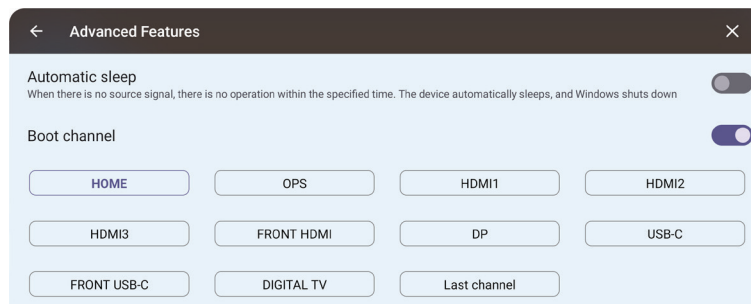 Advanced Features
Automatic sleep
When there is no source signal, there is no operation within the specified time. The device automatically sleeps, and Windows shuts down
Boot channel
HOME OPS HDMI1 HDMI2
HDMI3 FRONT HDMI DP USB-C
FRONT USB-C DIGITAL TV Last channel